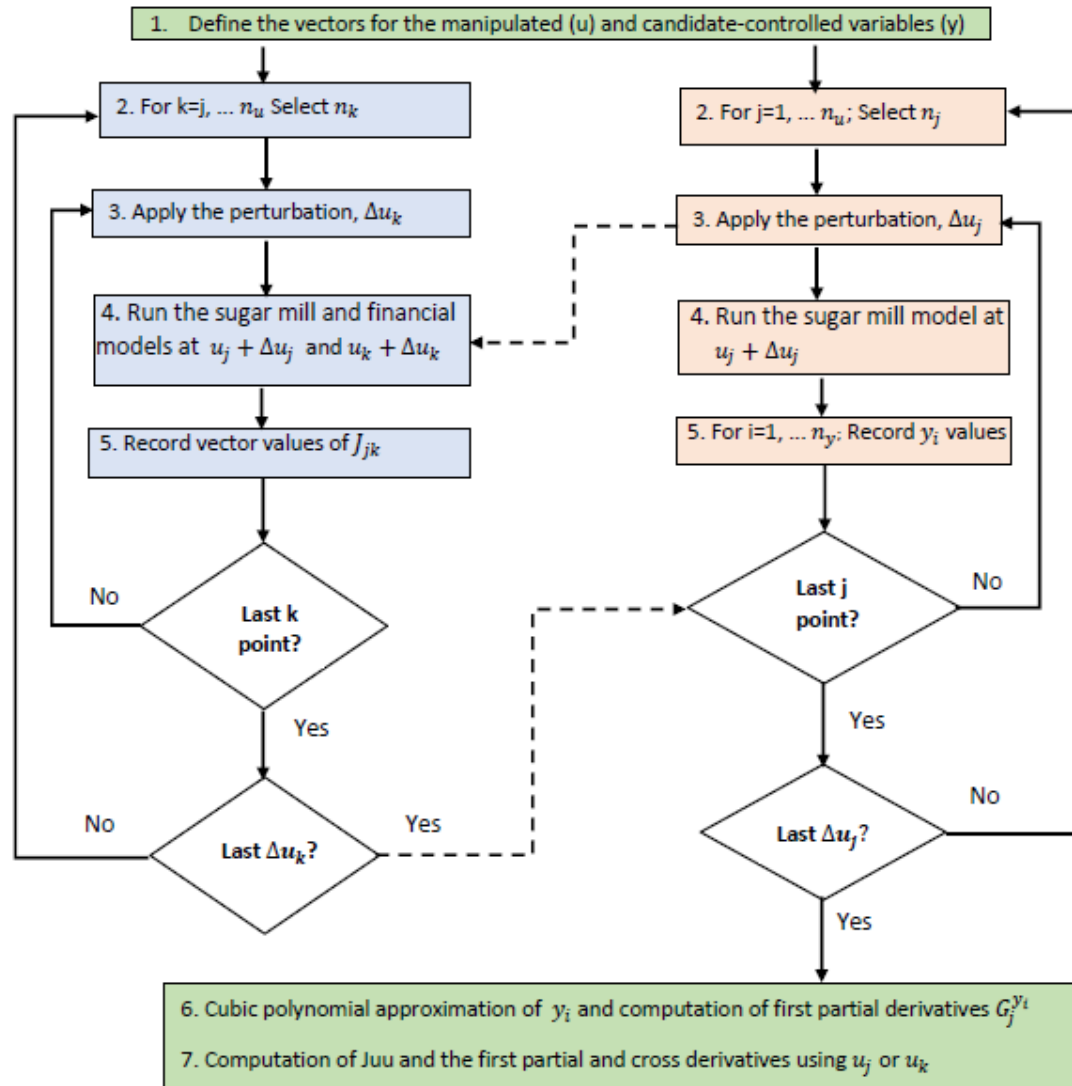 1. Define the vectors for the manipulated (u) and candidate-controlled variables (y)
2. For k=j, ... n_u Select n_k
3. Apply the perturbation, Δu_k
4. Run the sugar mill and financial
models at u_j + Δu_j and u_k + Δu_k
5. Record vector values of J_jk
Last k
point?
No
Yes
Last Δu_k?
No
Yes
2. For j=1, ... n_u; Select n_j
3. Apply the perturbation, Δu_j
4. Run the sugar mill model at
u_j + Δu_j
5. For i=1, ... n_y; Record y_i values
Last j
point?
No
Yes
Last Δu_j?
No
Yes
6. Cubic polynomial approximation of y_i and computation of first partial derivatives G_j^{y_i}
7. Computation of Juu and the first partial and cross derivatives using u_j or u_k